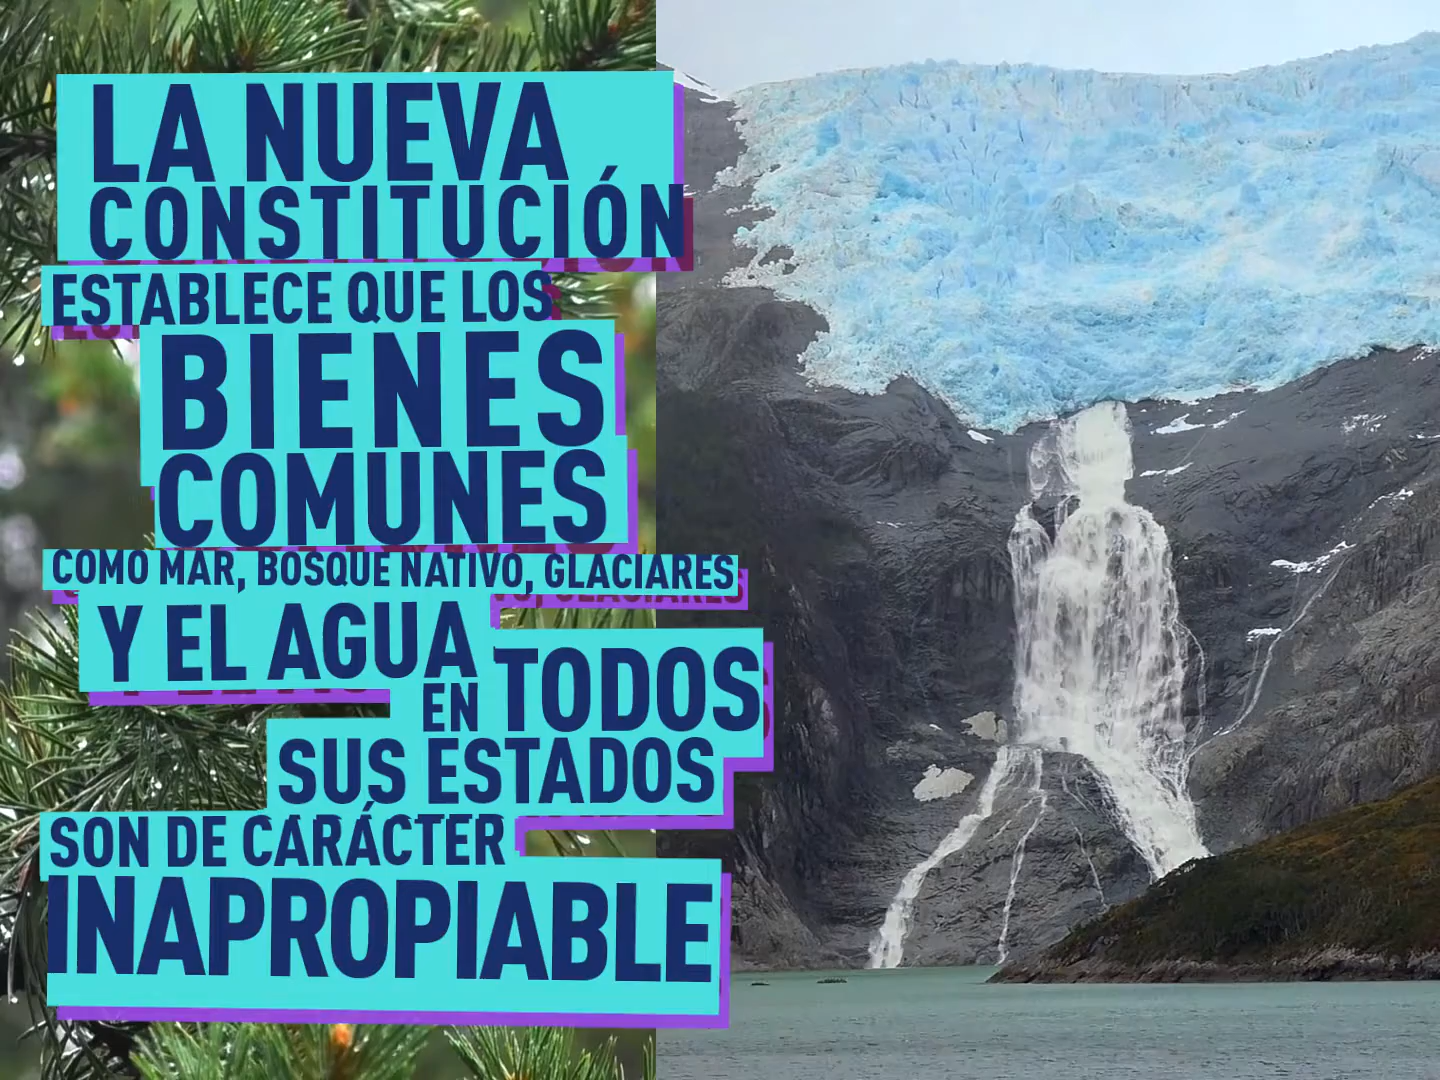 LA NUEVA
CONSTITUCIÓN
ESTABLECE QUE LOS
BIENES
COMUNES
COMO MAR, BOSQUE NATIVO, GLACIARES
Y EL AGUA
EN TODOS
SUS ESTADOS
SON DE CARÁCTER
INAPROPIABLE